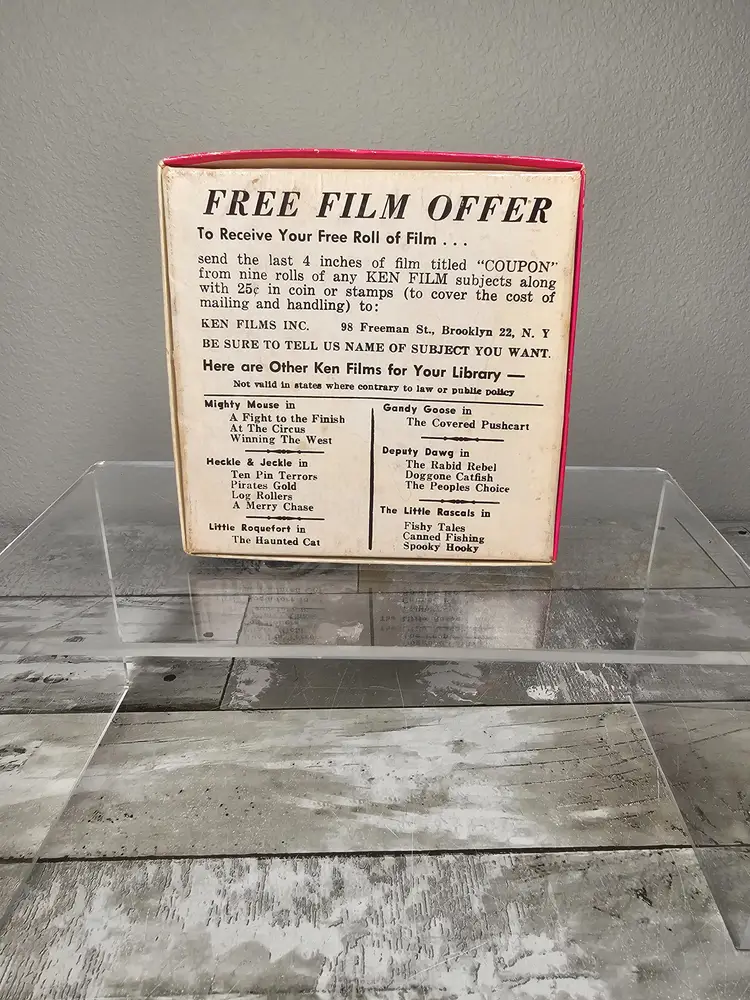 FREE FILM OFFER
To Receive Your Free Roll of Film . . .
send the last 4 inches of film titled “COUPON”
from nine rolls of any KEN FILM subjects along
with 25¢ in coin or stamps (to cover the cost of
mailing and handling) to:
KEN FILMS INC. 98 Freeman St., Brooklyn 22, N. Y
BE SURE TO TELL US NAME OF SUBJECT YOU WANT.
Here are Other Ken Films for Your Library —
Not valid in states where contrary to law or public policy
Mighty Mouse in
A Fight to the Finish
At The Circus
Winning The West
Heckle & Jeckle in
Ten Pin Terrors
Pirates Gold
Log Rollers
A Merry Chase
Little Roquefort in
The Haunted Cat
Gandy Goose in
The Covered Pushcart
Deputy Dawg in
The Rabid Rebel
Doggone Catfish
The Peoples Choice
The Little Rascals in
Fishy Tales
Canned Fishing
Spooky Hooky